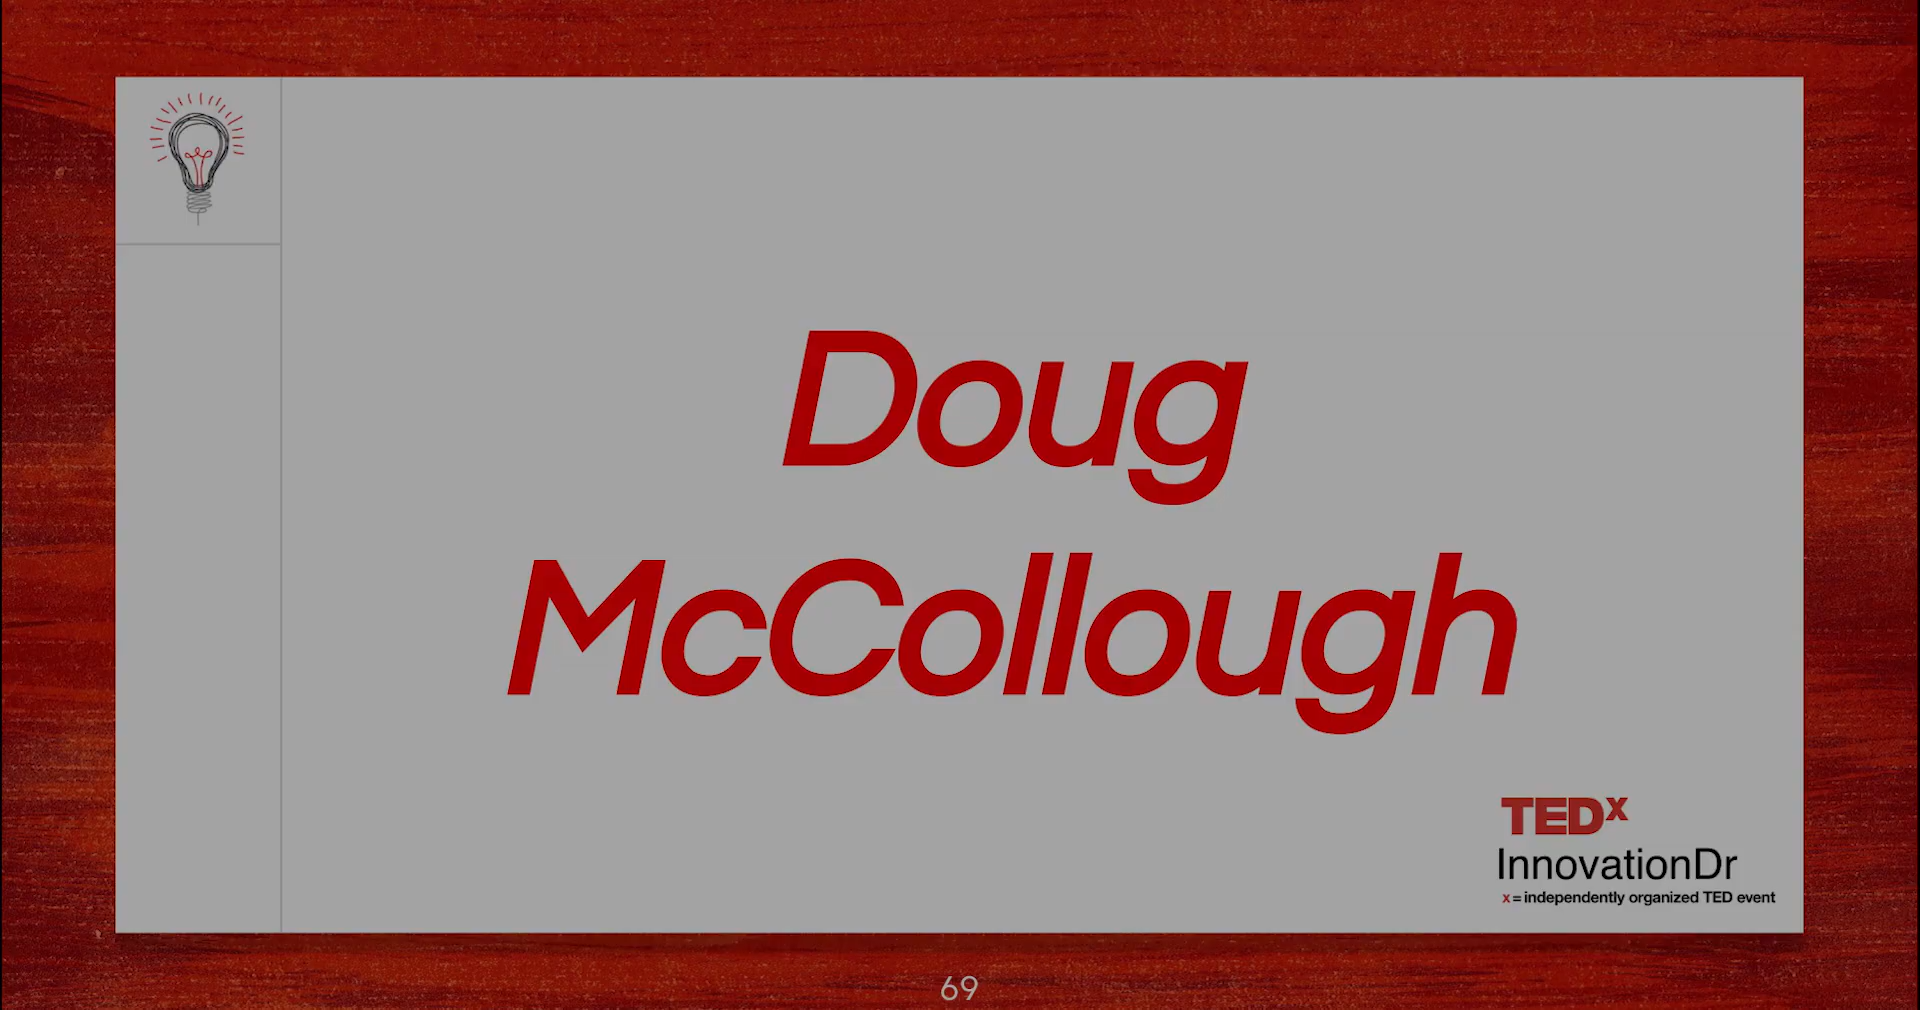 Doug
McCollough
TEDx
InnovationDr
x = independently organized TED event
69